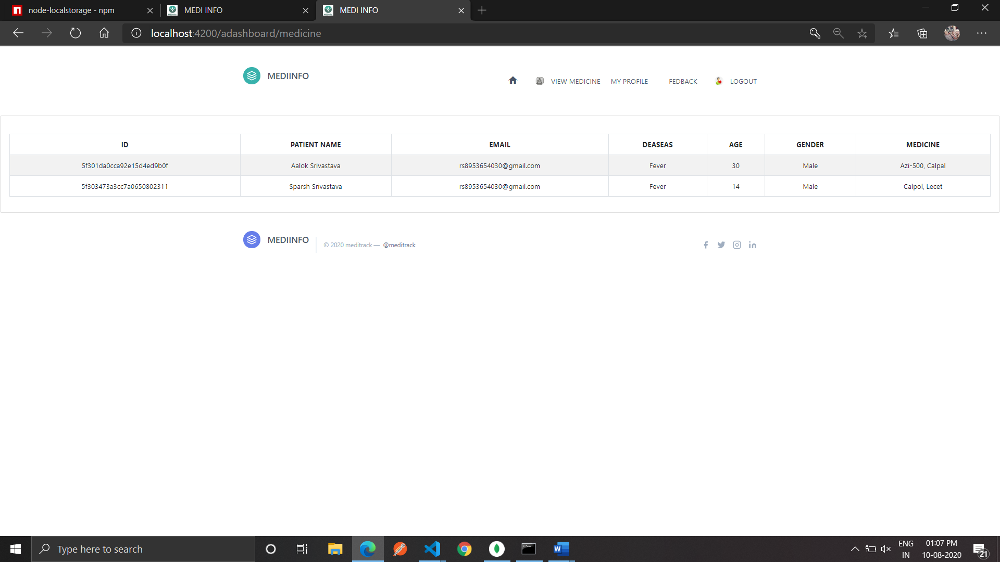 node-localstorage - npm
MEDI INFO
MEDI INFO
localhost:4200/adashboard/medicine
MEDIINFO
VIEW MEDICINE MY PROFILE FEDBACK LOGOUT
ID PATIENT NAME EMAIL DEASEAS AGE GENDER MEDICINE
5f301da0cca92e15d4ed9b0f Aalok Srivastava rs8953654030@gmail.com Fever 30 Male Azi-500, Calpal
5f303473a3cc7a0650802311 Sparsh Srivastava rs8953654030@gmail.com Fever 14 Male Calpol, Lecet
MEDIINFO © 2020 meditrack — @meditrack
Type here to search
ENG 01:07 PM
IN 10-08-2020
21